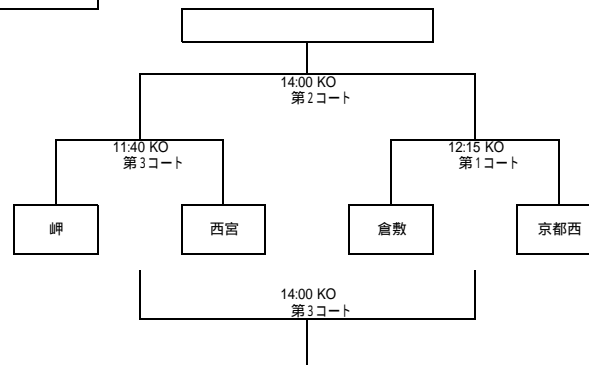 14:00 KO
第2コート
11:40 KO
第3コート
12:15 KO
第1コート
岬
西宮
倉敷
京都西
14:00 KO
第3コート